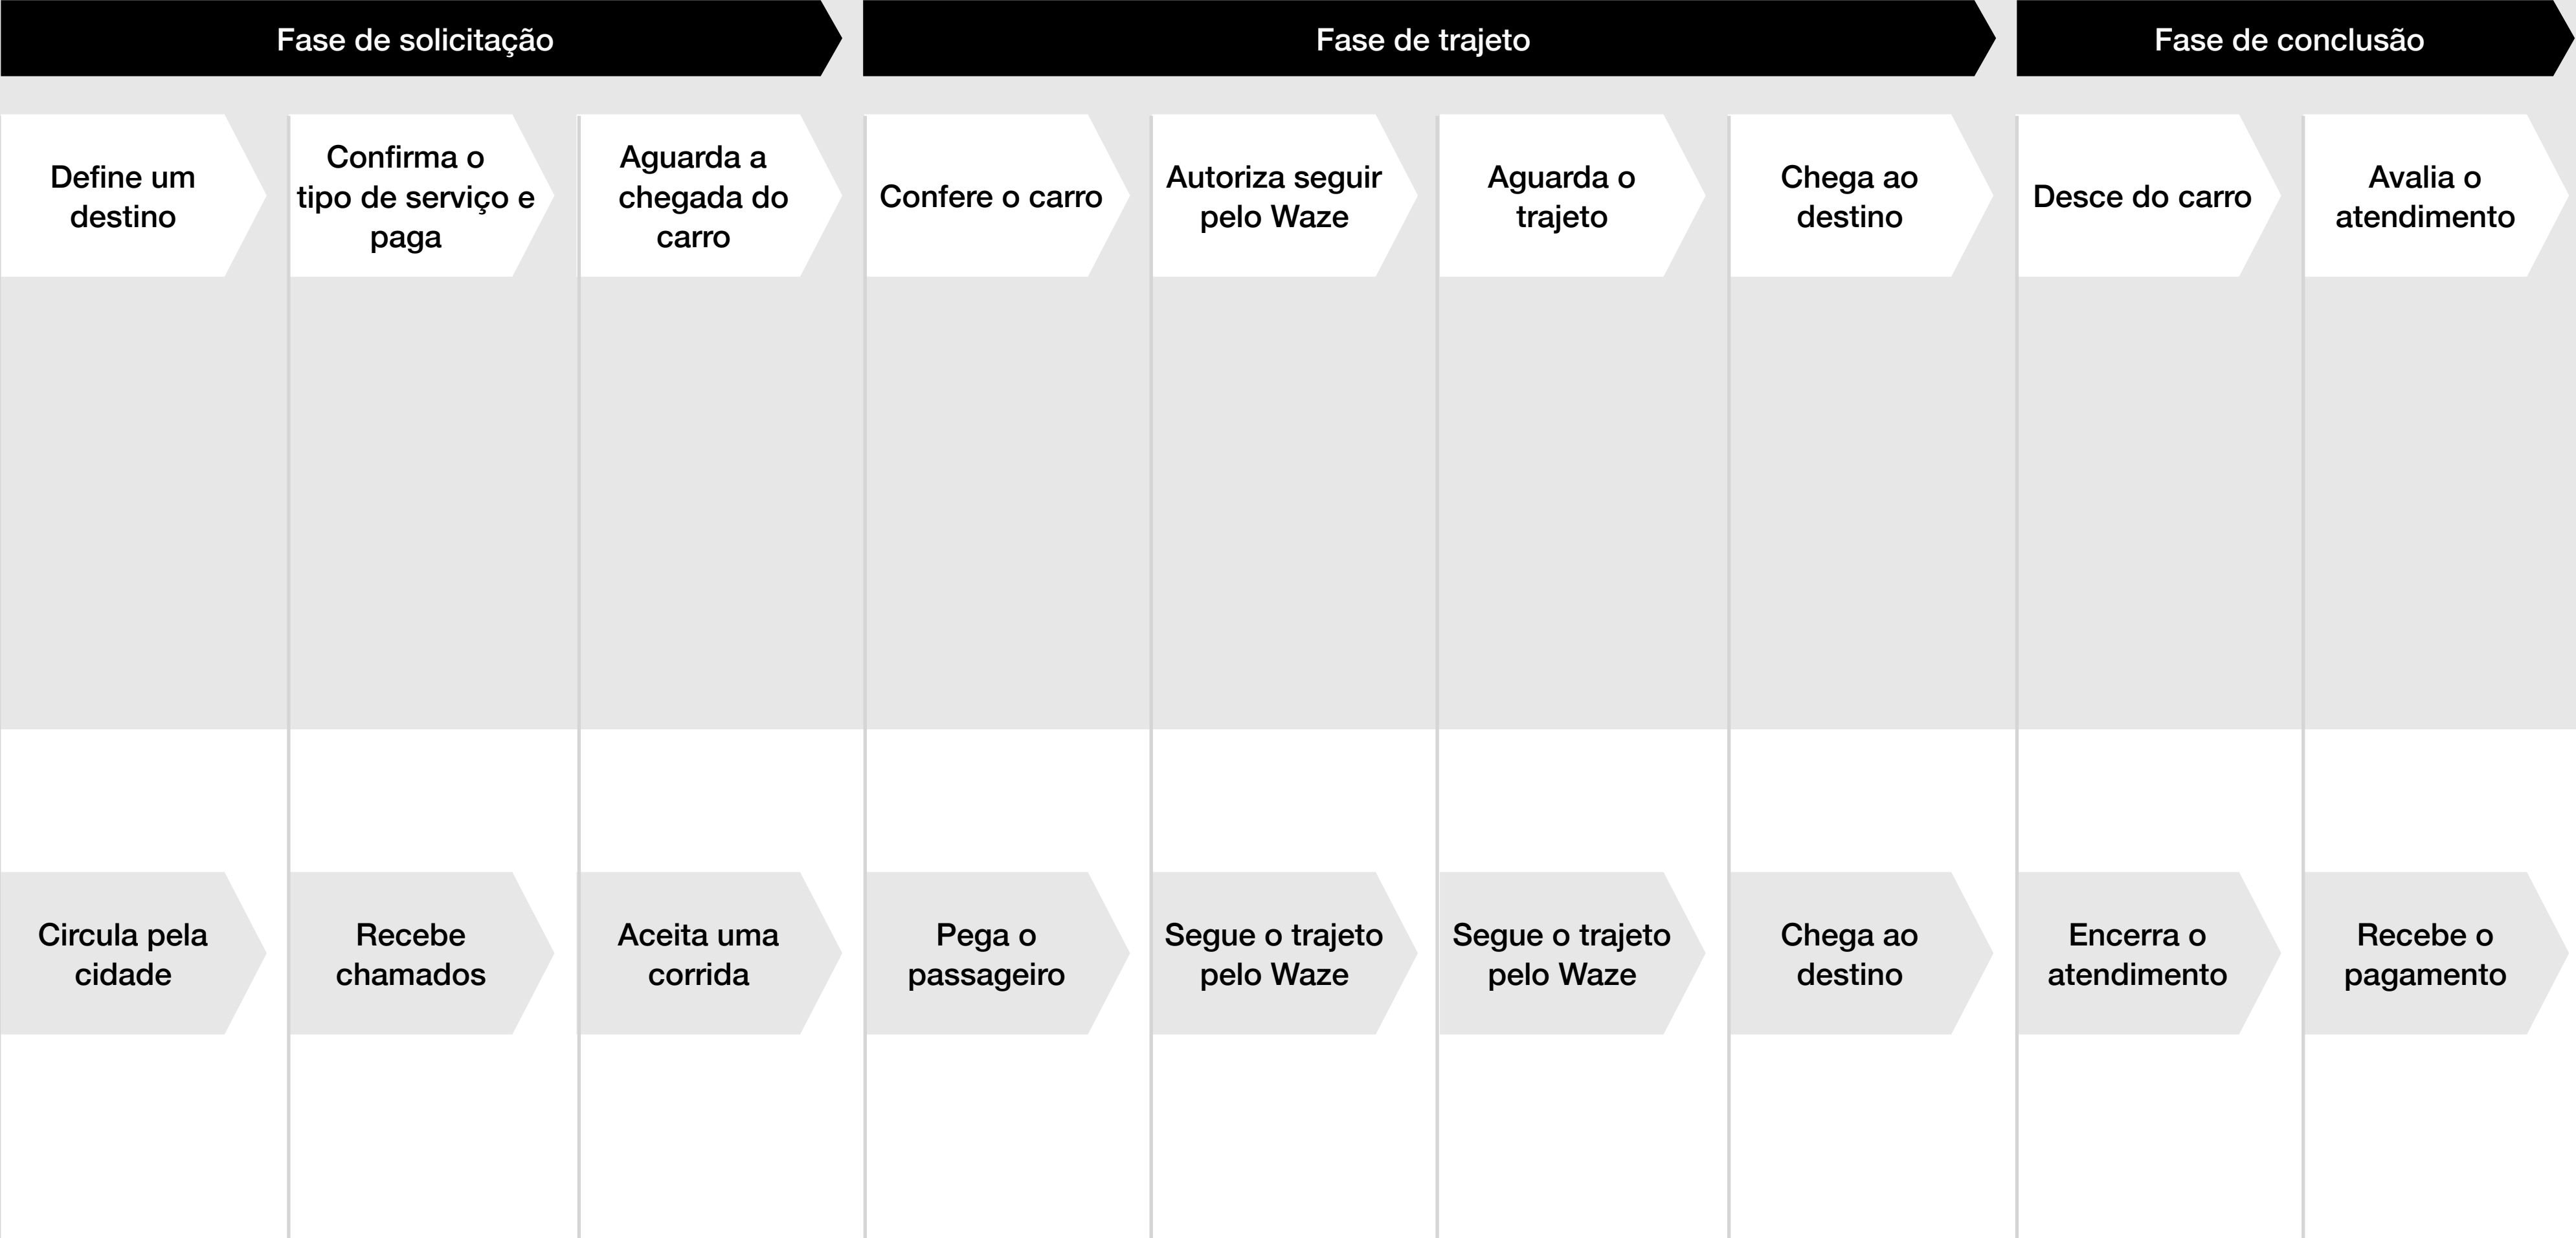 Fase de solicitação
Fase de trajeto
Fase de conclusão
Define um
destino
Confirma o
tipo de serviço e
paga
Aguarda a
chegada do
carro
Confere o carro
Autoriza seguir
pelo Waze
Aguarda o
trajeto
Chega ao
destino
Desce do carro
Avalia o
atendimento
Circula pela
cidade
Recebe
chamados
Aceita uma
corrida
Pega o
passageiro
Segue o trajeto
pelo Waze
Segue o trajeto
pelo Waze
Chega ao
destino
Encerra o
atendimento
Recebe o
pagamento